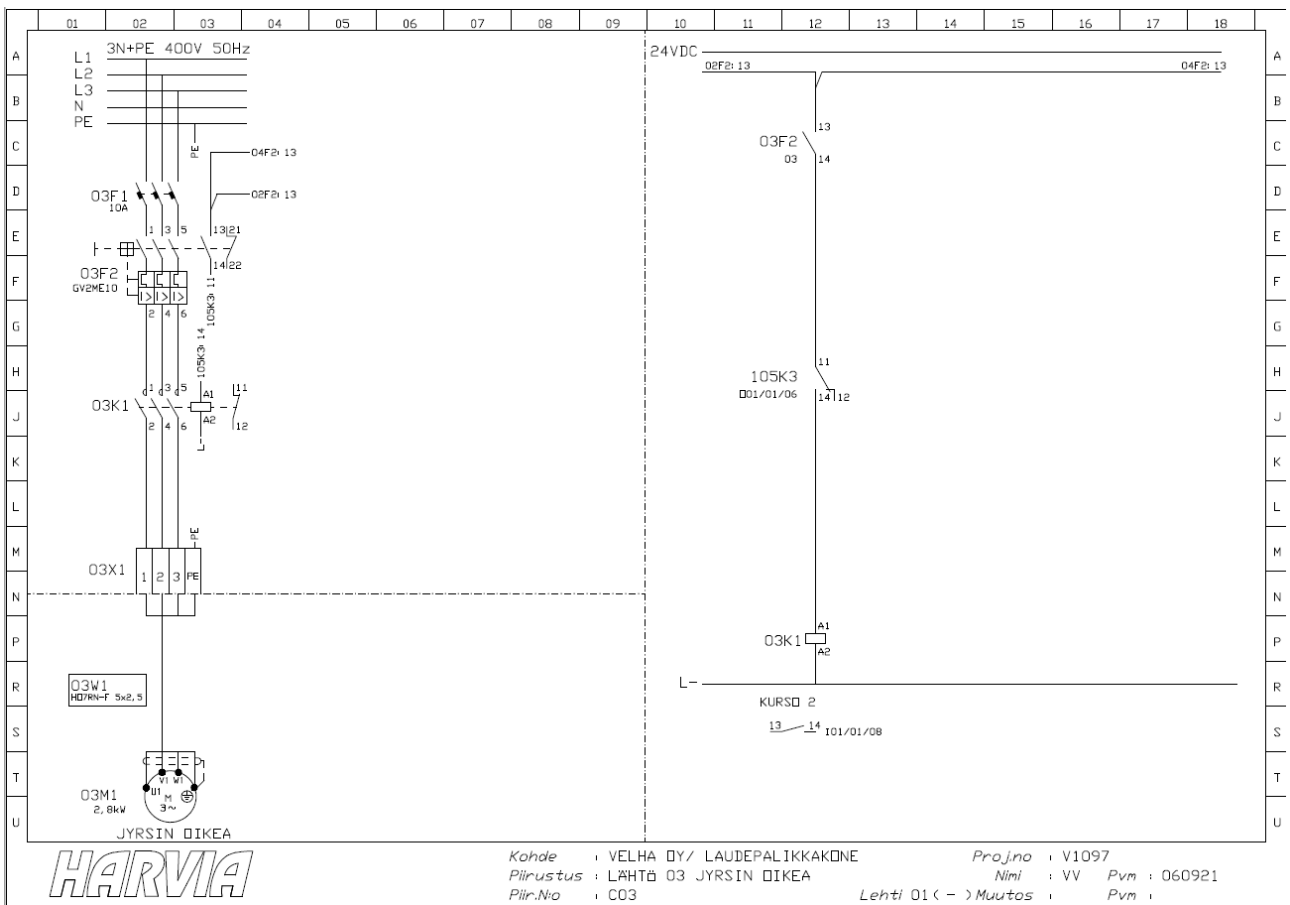 01 02 03 04 05 06 07 08 09 10 11 12 13 14 15 16 17 18
A A
B B
C C
D D
E E
F F
G G
H H
J J
K K
L L
M M
N N
P P
R R
S S
T T
U U
3N+PE 400V 50Hz
L1
L2
L3
N
PE
PE
04F2: 13
02F2: 13
03F1
10A
1 3 5
13 21
14 22
03F2
GV2ME10
I> I> I>
2 4 6
105K3: 11
105K3: 14
1 3 5
A1
11
03K1
2 4 6
A2
12
L-
PE
03X1
1 2 3 PE
03W1
H07RN-F 5x2,5
V1 W1
U1
M
3~
03M1
2,8kW
JYRSIN OIKEA
24VDC
02F2: 13
04F2: 13
13
03F2
03
14
11
105K3
O01/01/06
14 12
A1
03K1
A2
L-
KURSO 2
13 14 I01/01/08
HARVIA
Kohde : VELHA OY/ LAUDEPALIKKAKONE
Piirustus : LÄHTö 03 JYRSIN OIKEA
Piir.N:o : C03
Proj.no : V1097
Nimi : VV Pvm : 060921
Lehti 01 ( - ) Muutos : Pvm :